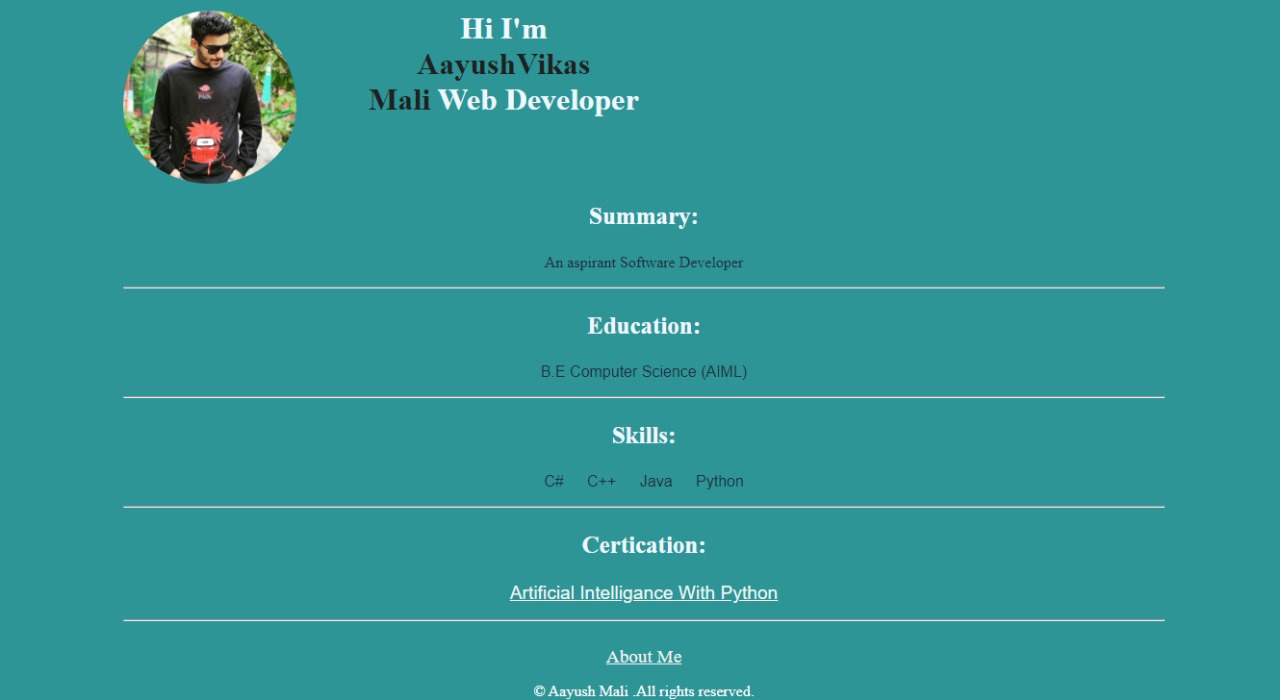 Hi I'm
AayushVikas
Mali Web Developer
PAIN
Summary:
An aspirant Software Developer
Education:
B.E Computer Science (AIML)
Skills:
C# C++ Java Python
Certication:
Artificial Intelligance With Python
About Me
© Aayush Mali .All rights reserved.